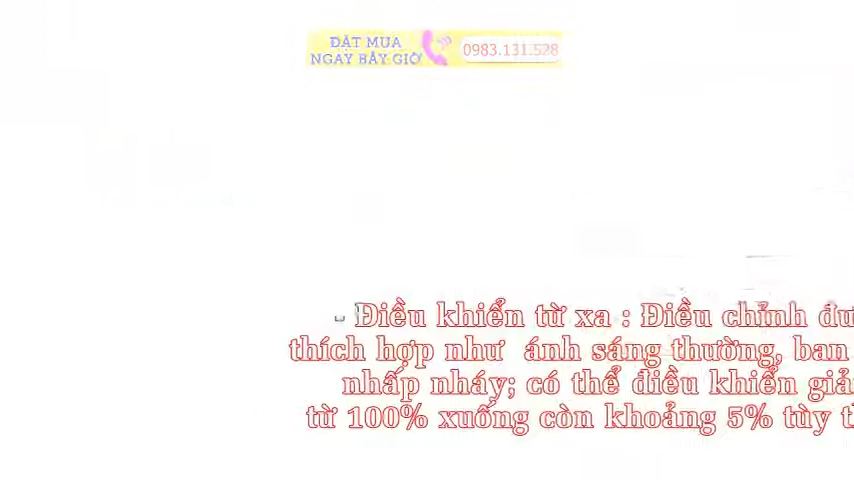 ĐẶT MUA
NGAY BÂY GIỜ
0983.131.528
- Điều khiển từ xa : Điều chỉnh
thích hợp như ánh sáng thường, ban
nhấp nháy; có thể điều khiển
từ 100% xuống còn khoảng 5% tùy